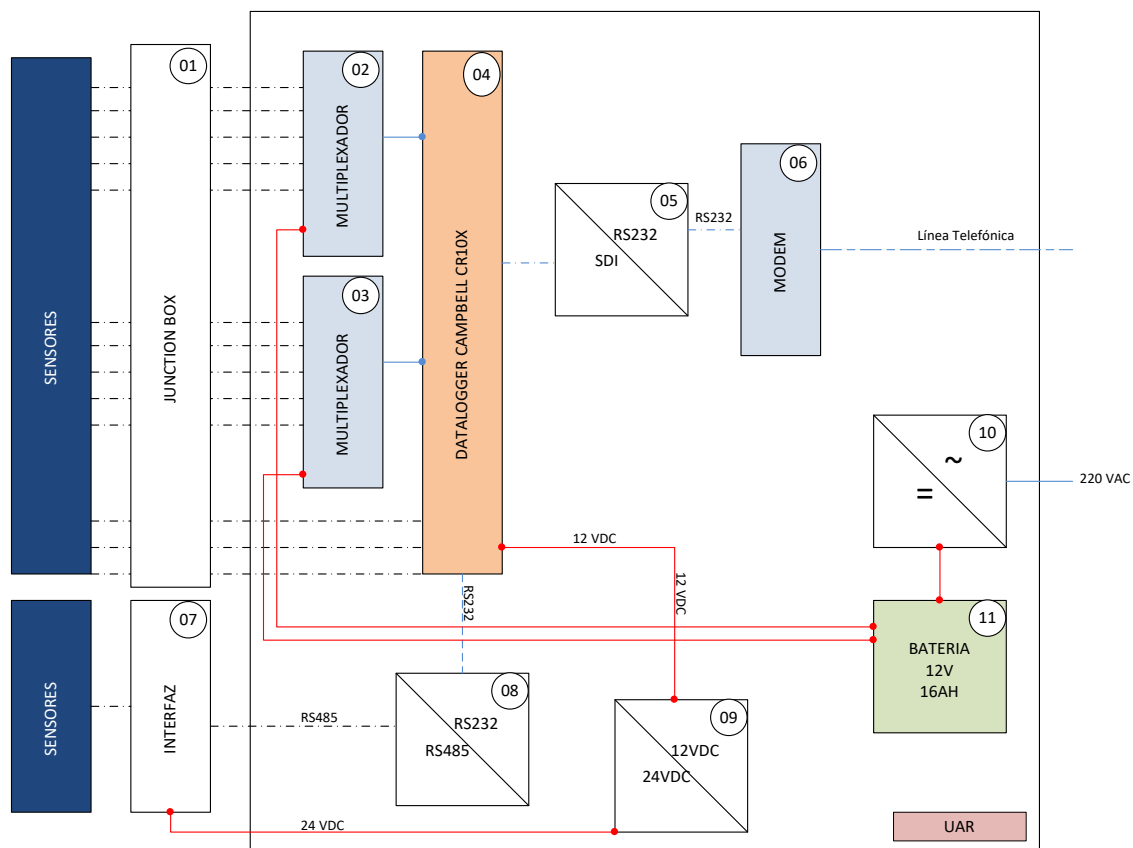 SENSORES
01
JUNCTION BOX
02
MULTIPLEXADOR
03
MULTIPLEXADOR
04
DATALOGGER CAMPBELL CR10X
05
RS232
SDI
RS232
06
MODEM
Línea Telefónica
10
~
=
220 VAC
12 VDC
12 VDC
RS232
SENSORES
07
INTERFAZ
RS485
08
RS232
RS485
09
12VDC
24VDC
24 VDC
11
BATERIA
12V
16AH
UAR